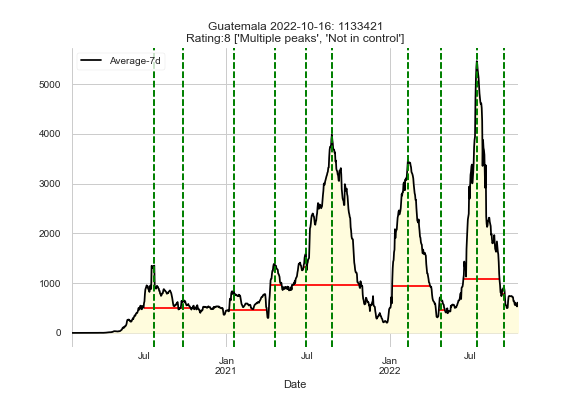 Guatemala 2022-10-16: 1133421
Rating:8 ['Multiple peaks', 'Not in control']
Average-7d
5000
4000
3000
2000
1000
0
Jul
Jan
2021
Jul
Jan
2022
Jul
Date